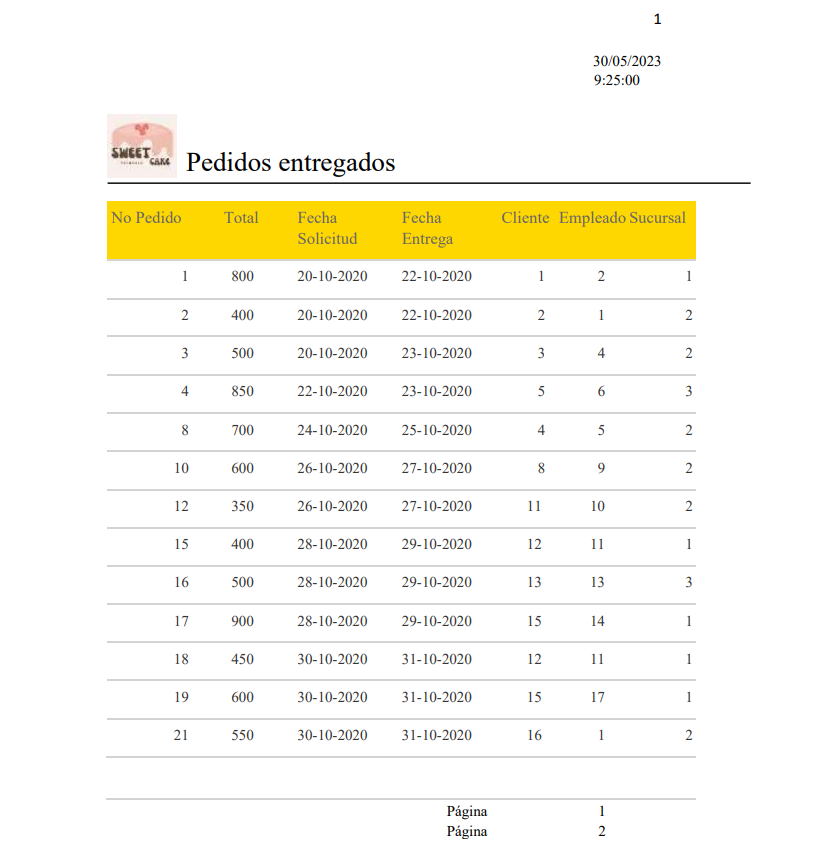 1
30/05/2023
9:25:00
SWEET CAKE
Pedidos entregados
No Pedido Total Fecha Solicitud Fecha Entrega Cliente Empleado Sucursal
1 800 20-10-2020 22-10-2020 1 2 1
2 400 20-10-2020 22-10-2020 2 1 2
3 500 20-10-2020 23-10-2020 3 4 2
4 850 22-10-2020 23-10-2020 5 6 3
8 700 24-10-2020 25-10-2020 4 5 2
10 600 26-10-2020 27-10-2020 8 9 2
12 350 26-10-2020 27-10-2020 11 10 2
15 400 28-10-2020 29-10-2020 12 11 1
16 500 28-10-2020 29-10-2020 13 13 3
17 900 28-10-2020 29-10-2020 15 14 1
18 450 30-10-2020 31-10-2020 12 11 1
19 600 30-10-2020 31-10-2020 15 17 1
21 550 30-10-2020 31-10-2020 16 1 2
Página 1
Página 2